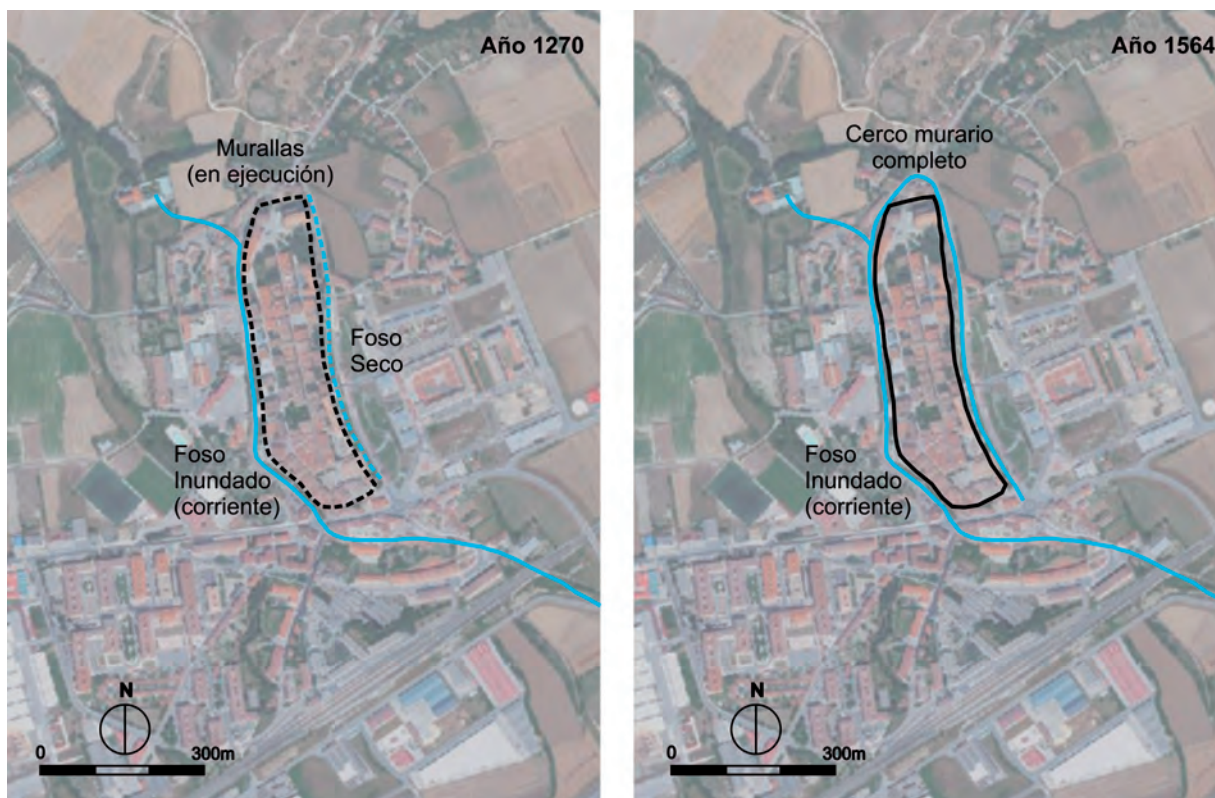 Año 1270
Murallas
(en ejecución)
Foso
Seco
Foso
Inundado
(corriente)
N
0 300m
Año 1564
Cerco murario
completo
Foso
Inundado
(corriente)
N
0 300m